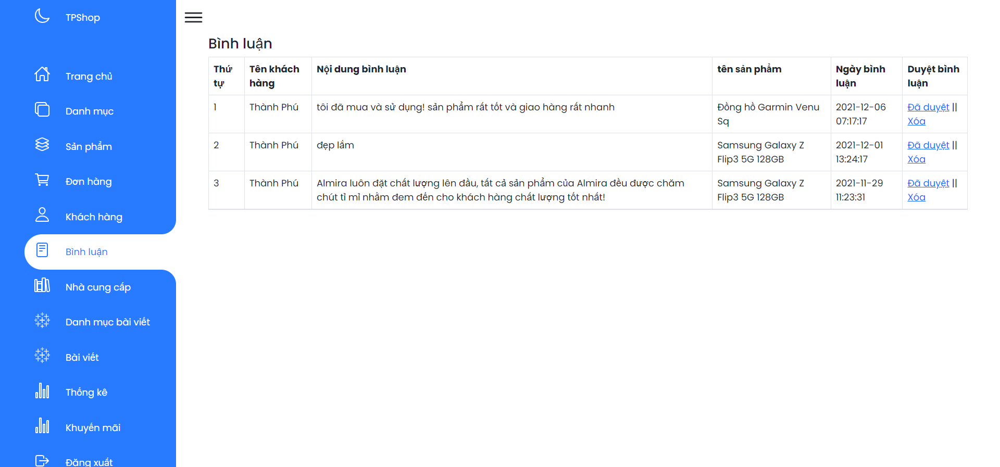 TPShop
Trang chủ
Danh mục
Sản phẩm
Đơn hàng
Khách hàng
Bình luận
Nhà cung cấp
Danh mục bài viết
Bài viết
Thống kê
Khuyến mãi
Đăng xuất
Bình luận
Thứ tự
Tên khách hàng
Nội dung bình luận
tên sản phẩm
Ngày bình luận
Duyệt bình luận
1
Thành Phú
tôi đã mua và sử dụng! sản phẩm rất tốt và giao hàng rất nhanh
Đồng hồ Garmin Venu
Sq
2021-12-06
07:17:17
Đã duyệt ||
Xóa
2
Thành Phú
đẹp lắm
Samsung Galaxy Z
Flip3 5G 128GB
2021-12-01
13:24:17
Đã duyệt ||
Xóa
3
Thành Phú
Almira luôn đặt chất lượng lên đầu, tất cả sản phẩm của Almira đều được chăm
chút tỉ mỉ nhằm đem đến cho khách hàng chất lượng tốt nhất!
Samsung Galaxy Z
Flip3 5G 128GB
2021-11-29
11:23:31
Đã duyệt ||
Xóa